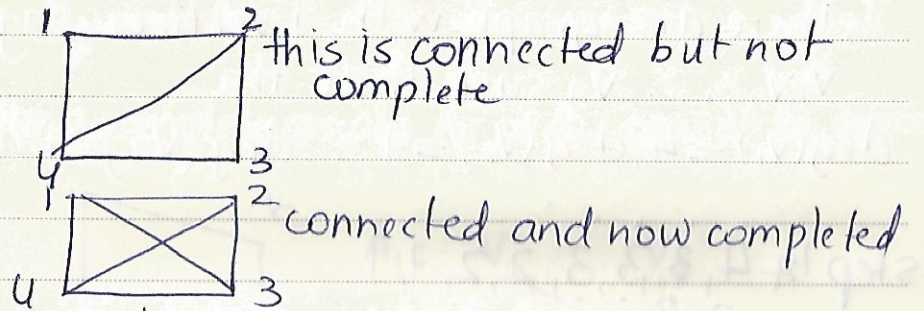 1 2 this is connected but not
complete
4 3
1 2 connected and now completed
4 3